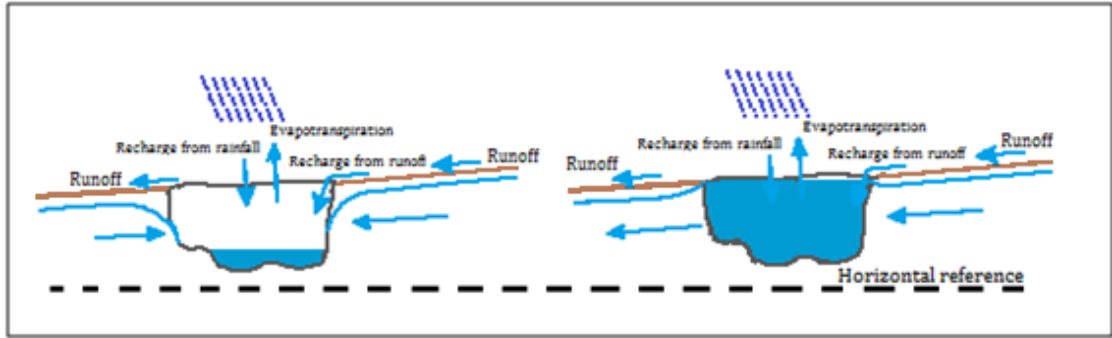 Evapotranspiration
Recharge from rainfall
Recharge from runoff
Runoff
Runoff
Evapotranspiration
Recharge from rainfall
Recharge from runoff
Runoff
Runoff
Horizontal reference